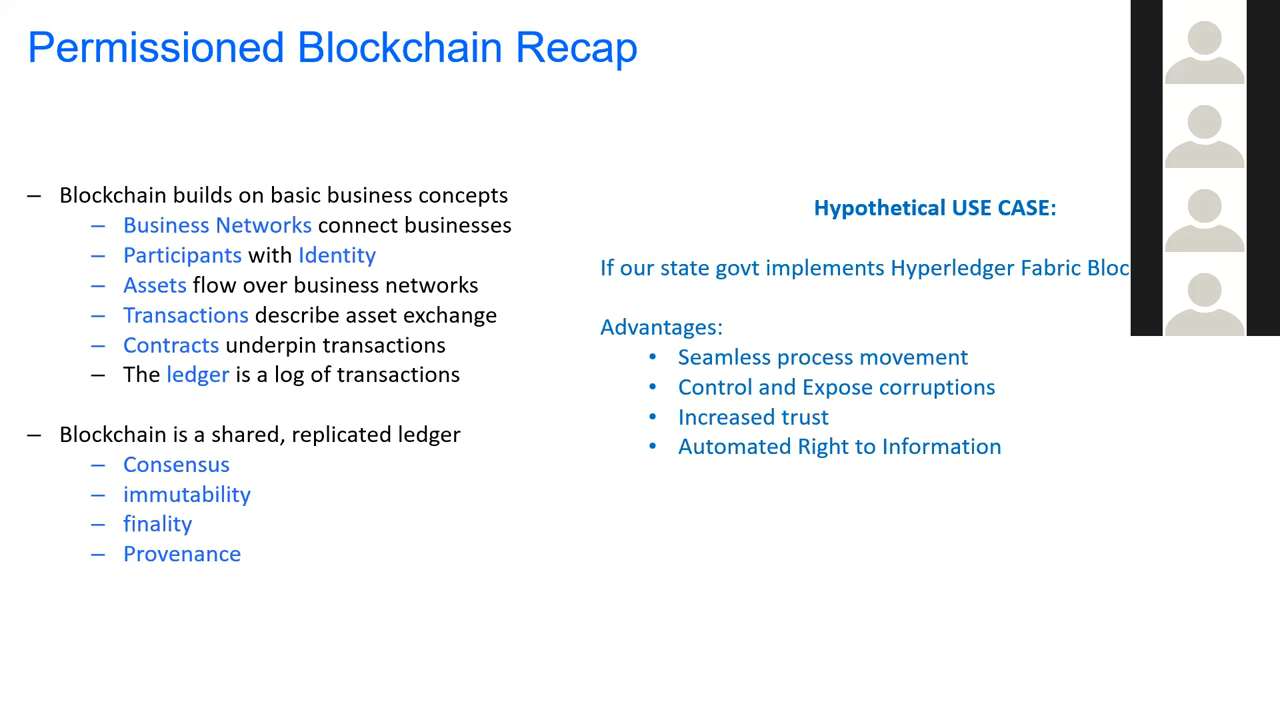 Permissioned Blockchain Recap
– Blockchain builds on basic business concepts
– Business Networks connect businesses
– Participants with Identity
– Assets flow over business networks
– Transactions describe asset exchange
– Contracts underpin transactions
– The ledger is a log of transactions
– Blockchain is a shared, replicated ledger
– Consensus
– immutability
– finality
– Provenance
Hypothetical USE CASE:
If our state govt implements Hyperledger Fabric Bloc
Advantages:
• Seamless process movement
• Control and Expose corruptions
• Increased trust
• Automated Right to Information